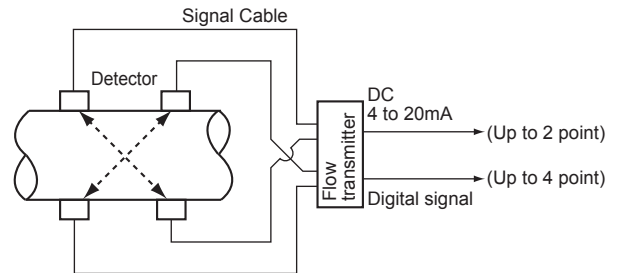 Signal Cable
Detector
DC
4 to 20mA
(Up to 2 point)
Flow
transmitter
(Up to 4 point)
Digital signal